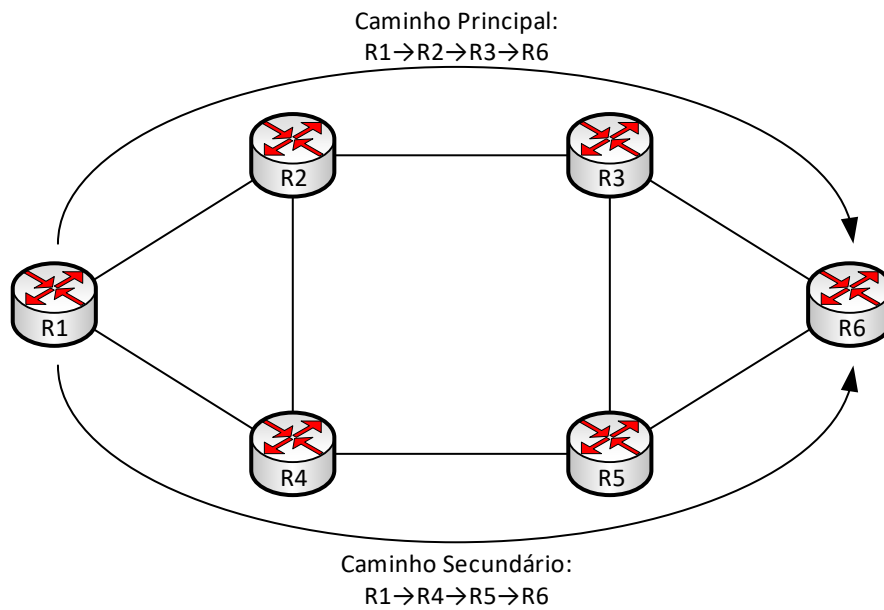 Caminho Principal:
R1→R2→R3→R6
R2
R3
R1
R6
R4
R5
Caminho Secundário:
R1→R4→R5→R6